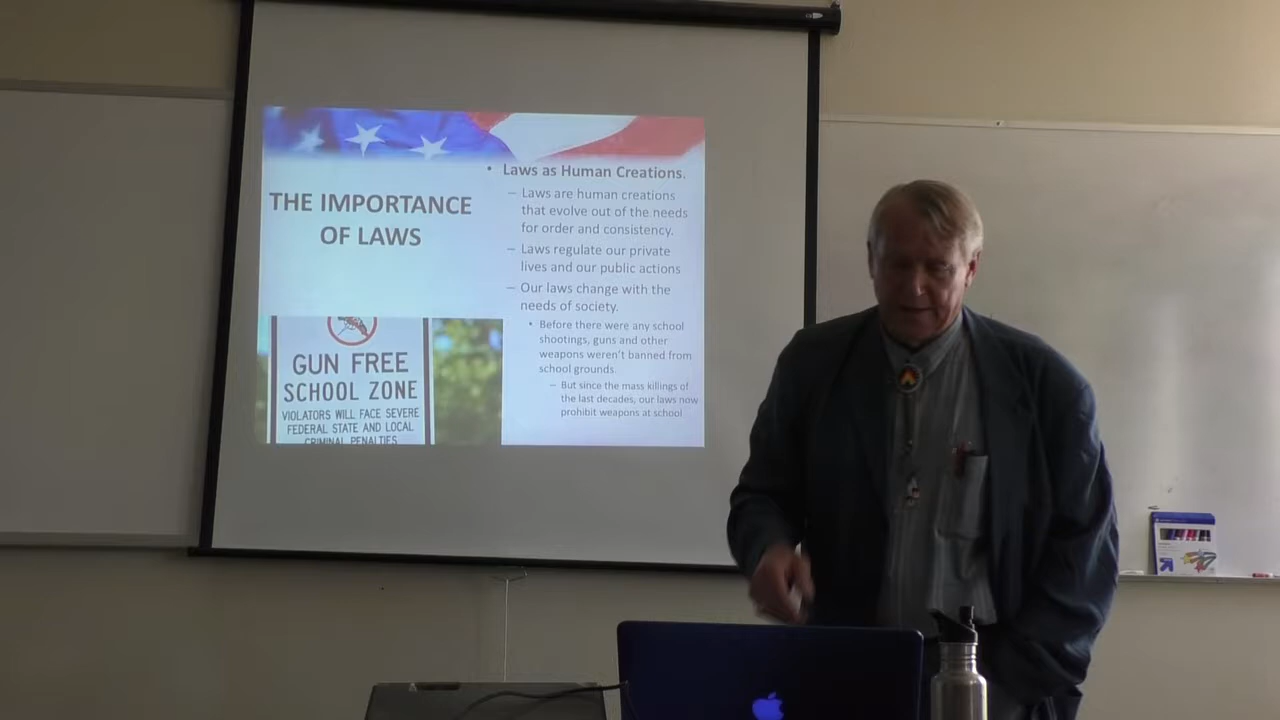 THE IMPORTANCE
OF LAWS
• Laws as Human Creations.
– Laws are human creations
that evolve out of the needs
for order and consistency.
– Laws regulate our private
lives and our public actions
– Our laws change with the
needs of society.
• Before there were any school
shootings, guns and other
weapons weren't banned from
school grounds.
– But since the mass killings of
the last decades, our laws now
prohibit weapons at school
GUN FREE
SCHOOL ZONE
VIOLATORS WILL FACE SEVERE
FEDERAL STATE AND LOCAL
CRIMINAL PENALTIES